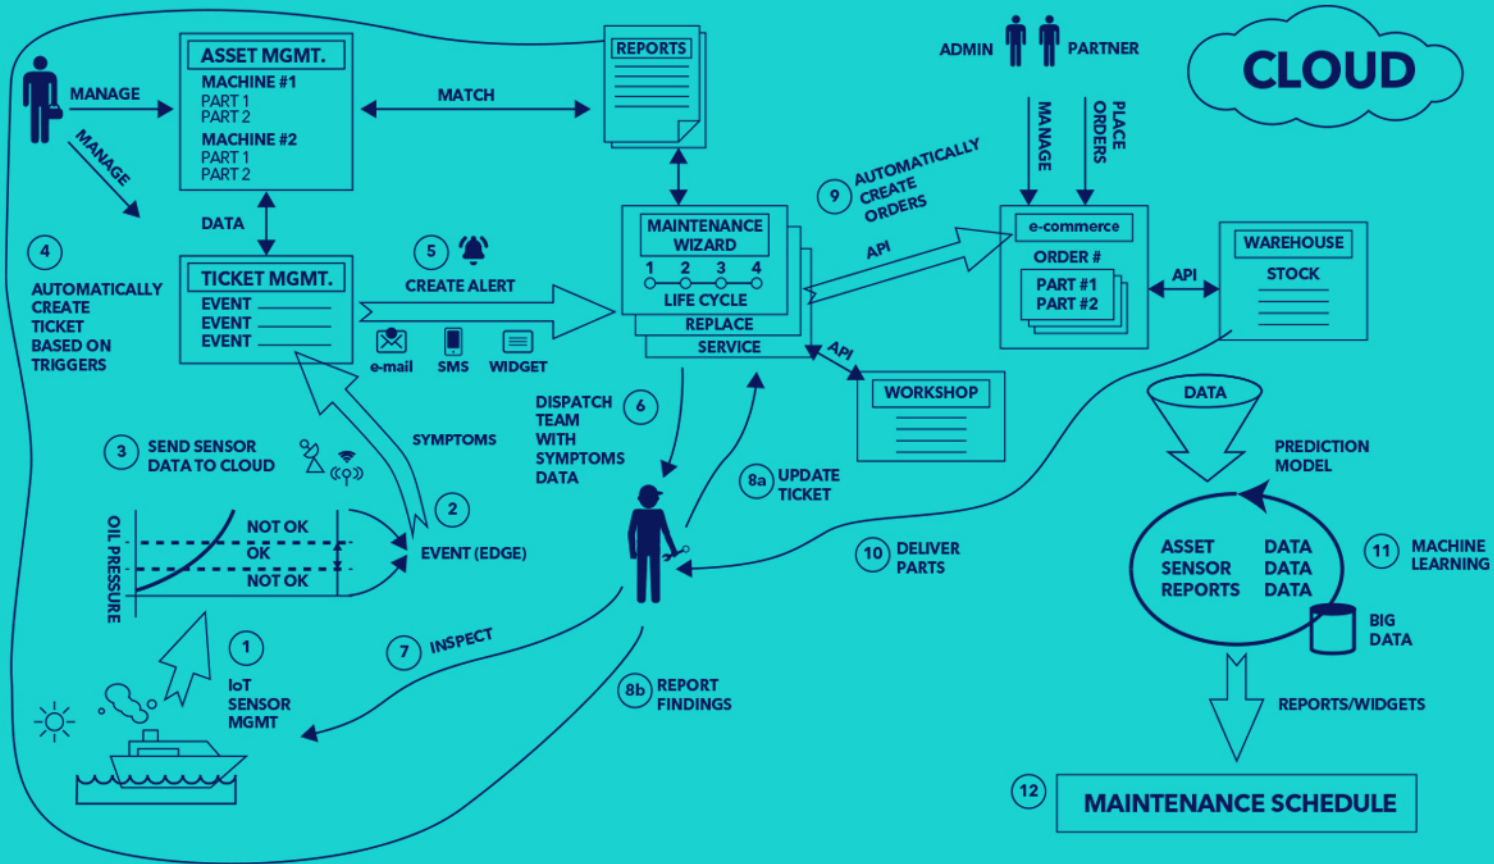 ASSET MGMT.
MACHINE #1
PART 1
PART 2
MACHINE #2
PART 1
PART 2
MANAGE
MANAGE
MATCH
REPORTS
ADMIN
PARTNER
CLOUD
MANAGE
PLACE
ORDERS
DATA
4
AUTOMATICALLY
CREATE
TICKET
BASED ON
TRIGGERS
TICKET MGMT.
EVENT
EVENT
EVENT
5
CREATE ALERT
e-mail
SMS
WIDGET
MAINTENANCE
WIZARD
1 2 3 4
LIFE CYCLE
REPLACE
SERVICE
9
AUTOMATICALLY
CREATE
ORDERS
API
e-commerce
ORDER #
PART #1
PART #2
API
WAREHOUSE
STOCK
API
WORKSHOP
3
SEND SENSOR
DATA TO CLOUD
SYMPTOMS
DISPATCH
TEAM
WITH
SYMPTOMS
DATA
6
8a
UPDATE
TICKET
DATA
PREDICTION
MODEL
OIL PRESSURE
NOT OK
OK
NOT OK
2
EVENT (EDGE)
10
DELIVER
PARTS
ASSET DATA
SENSOR DATA
REPORTS DATA
11
MACHINE
LEARNING
BIG
DATA
1
IoT
SENSOR
MGMT
7
INSPECT
8b
REPORT
FINDINGS
REPORTS/WIDGETS
12
MAINTENANCE SCHEDULE